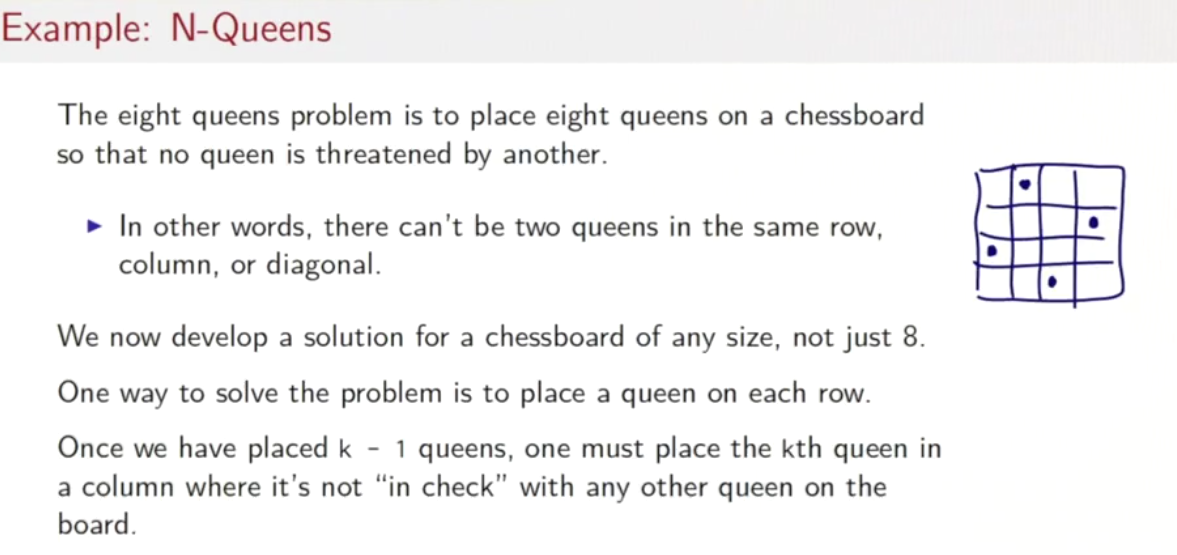 Example: N-Queens
The eight queens problem is to place eight queens on a chessboard
so that no queen is threatened by another.
▶ In other words, there can't be two queens in the same row,
column, or diagonal.
We now develop a solution for a chessboard of any size, not just 8.
One way to solve the problem is to place a queen on each row.
Once we have placed k - 1 queens, one must place the kth queen in
a column where it's not “in check” with any other queen on the
board.